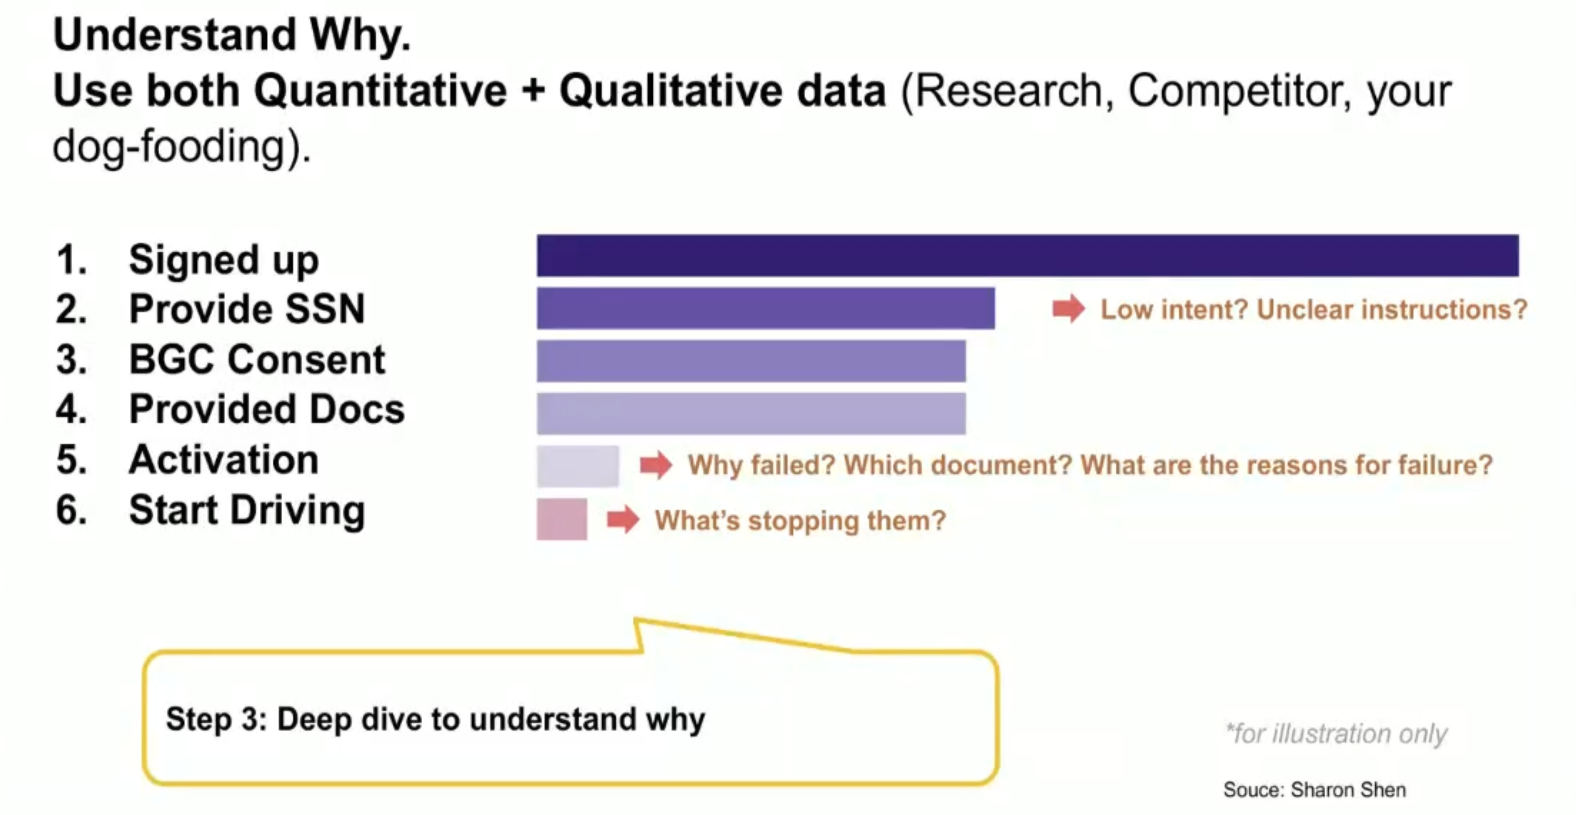 Understand Why.
Use both Quantitative + Qualitative data (Research, Competitor, your
dog-fooding).
1. Signed up
2. Provide SSN
Low intent? Unclear instructions?
3. BGC Consent
4. Provided Docs
5. Activation
Why failed? Which document? What are the reasons for failure?
6. Start Driving
What's stopping them?
Step 3: Deep dive to understand why
*for illustration only
Souce: Sharon Shen